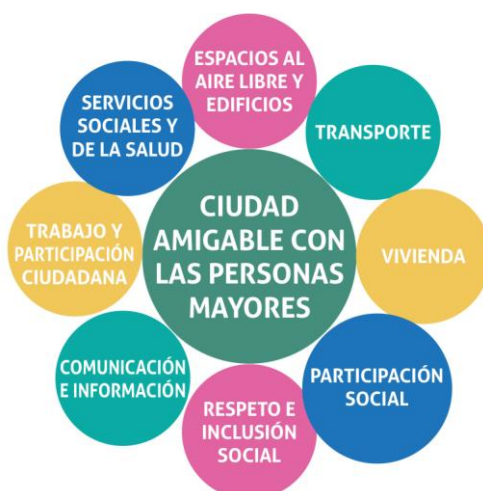 ESPACIOS AL
AIRE LIBRE Y
EDIFICIOS
TRANSPORTE
VIVIENDA
PARTICIPACIÓN
SOCIAL
RESPETO E
INCLUSIÓN
SOCIAL
COMUNICACIÓN
E INFORMACIÓN
TRABAJO Y
PARTICIPACIÓN
CIUDADANA
SERVICIOS
SOCIALES Y
DE LA SALUD
CIUDAD
AMIGABLE CON
LAS PERSONAS
MAYORES